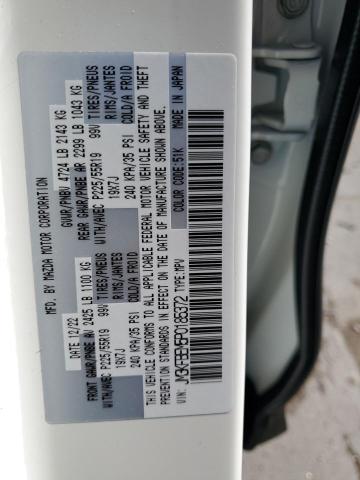 MFD. BY MAZDA MOTOR CORPORATION
DATE: 12/22 GVWR/PNBV 4724 LB 2143 KG
FRONT GAWR/PNBE AV 2425 LB 1100 KG REAR GAWR/PNBE AR 2299 LB 1043 KG
WITH/AVEC P225/55R19 99V TIRES/PNEUS WITH/AVEC P225/55R19 99V TIRES/PNEUS
19X7J RIMS/JANTES 19X7J RIMS/JANTES
240 KPA/35 PSI COLD/A FROID 240 KPA/35 PSI COLD/A FROID
THIS VEHICLE CONFORMS TO ALL APPLICABLE FEDERAL MOTOR VEHICLE SAFETY AND THEFT
PREVENTION STANDARDS IN EFFECT ON THE DATE OF MANUFACTURE SHOWN ABOVE.
VIN: TYPE: MPV COLOR CODE: 51K MADE IN JAPAN